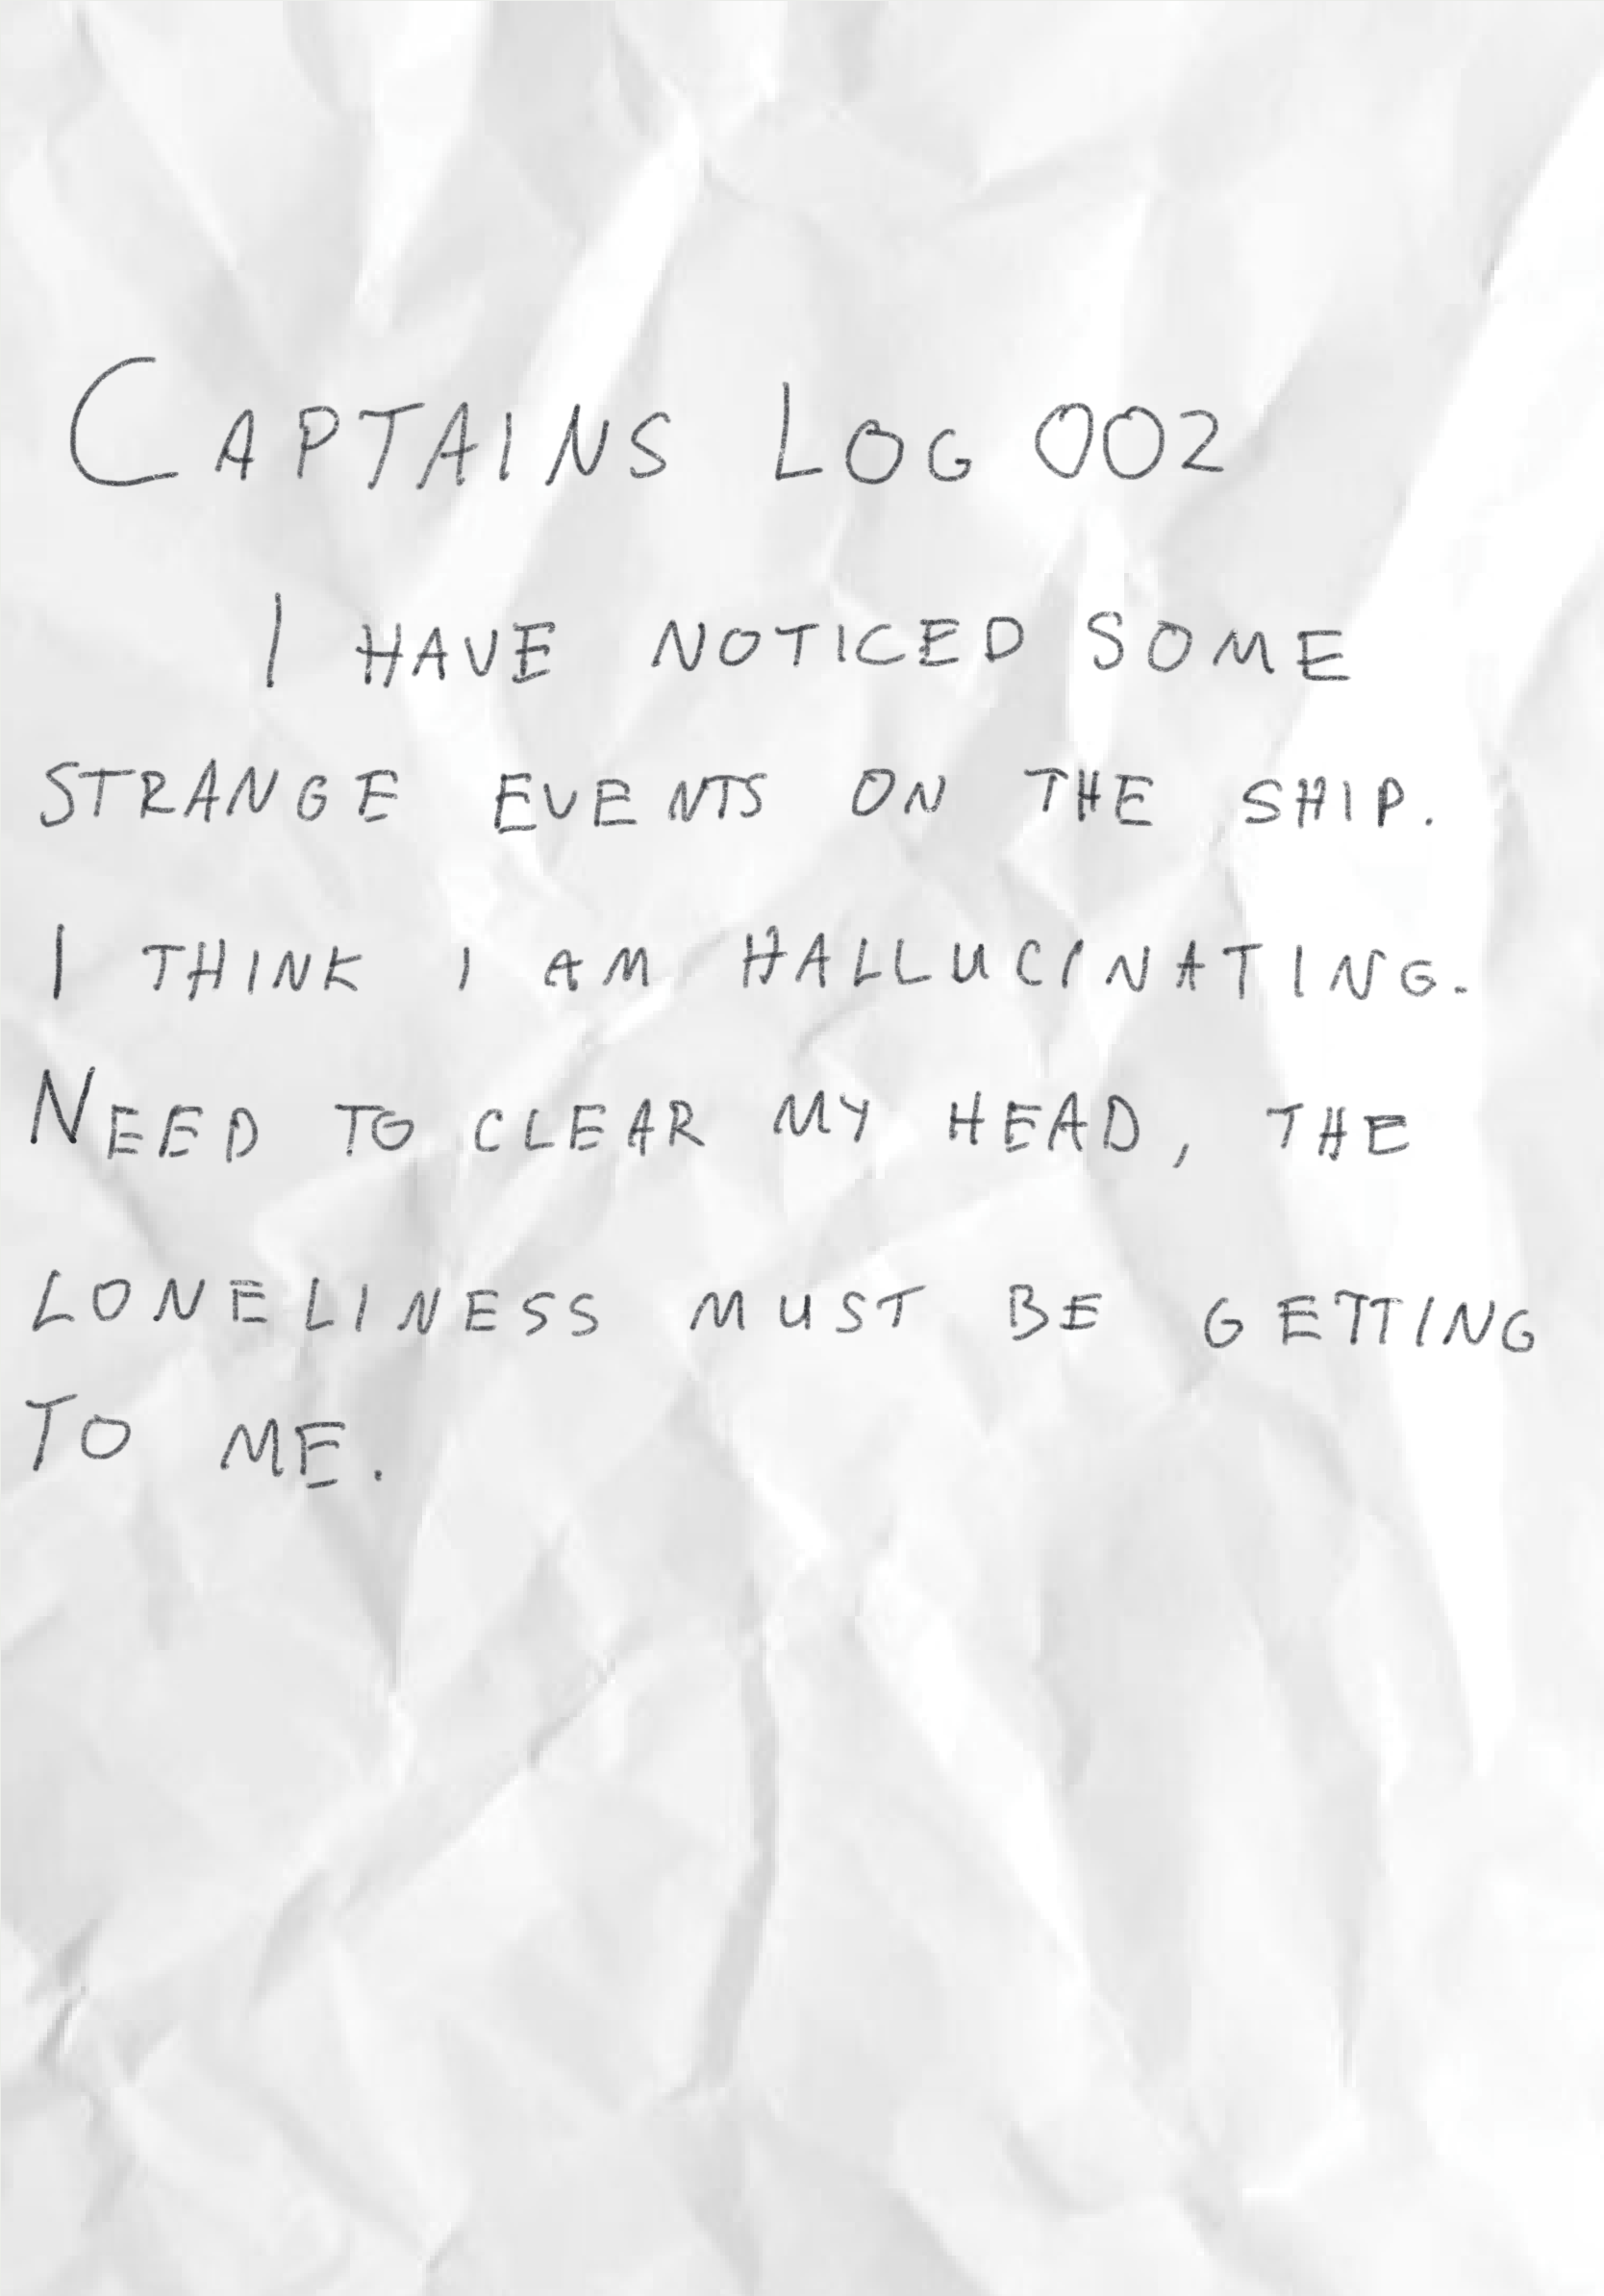 CAPTAINS LOG 002
I HAVE NOTICED SOME
STRANGE EVENTS ON THE SHIP.
I THINK I AM HALLUCINATING.
NEED TO CLEAR MY HEAD, THE
LONELINESS MUST BE GETTING
TO ME.